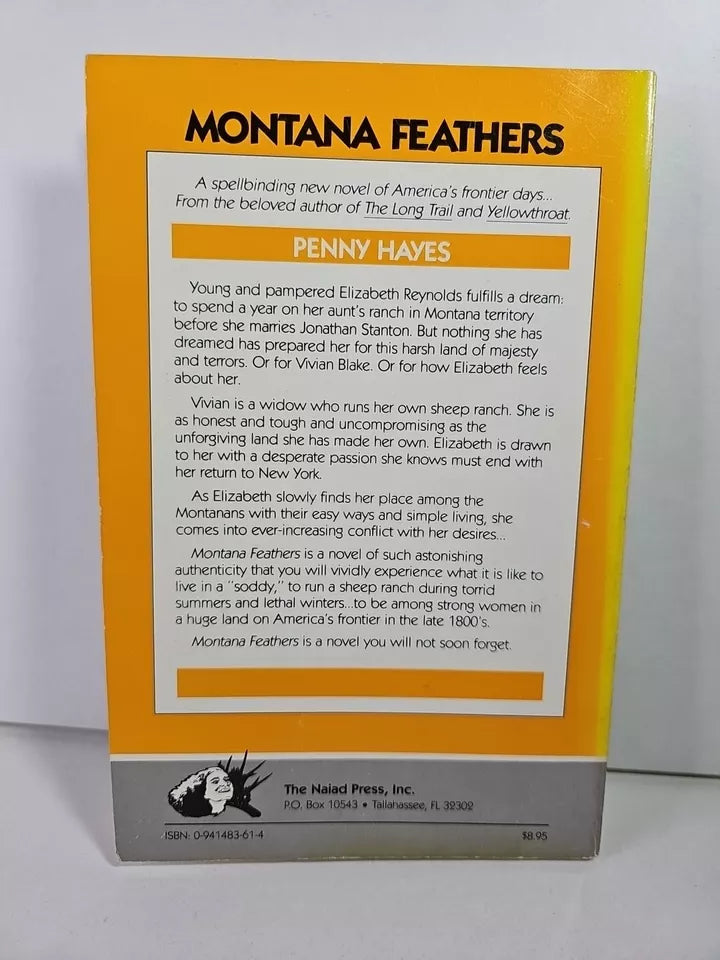 MONTANA FEATHERS
A spellbinding new novel of America's frontier days...
From the beloved author of The Long Trail and Yellowthroat.
PENNY HAYES
Young and pampered Elizabeth Reynolds fulfills a dream:
to spend a year on her aunt's ranch in Montana territory
before she marries Jonathan Stanton. But nothing she has
dreamed has prepared her for this harsh land of majesty
and terrors. Or for Vivian Blake. Or for how Elizabeth feels
about her.
Vivian is a widow who runs her own sheep ranch. She is
as honest and tough and uncompromising as the
unforgiving land she has made her own. Elizabeth is drawn
to her with a desperate passion she knows must end with
her return to New York.
As Elizabeth slowly finds her place among the
Montanans with their easy ways and simple living, she
comes into ever-increasing conflict with her desires...
Montana Feathers is a novel of such astonishing
authenticity that you will vividly experience what it is like to
live in a "soddy," to run a sheep ranch during torrid
summers and lethal winters...to be among strong women in
a huge land on America's frontier in the late 1800's.
Montana Feathers is a novel you will not soon forget.
The Naiad Press, Inc.
P.O. Box 10543 • Tallahassee, FL 32302
ISBN: 0-941483-61-4
$8.95